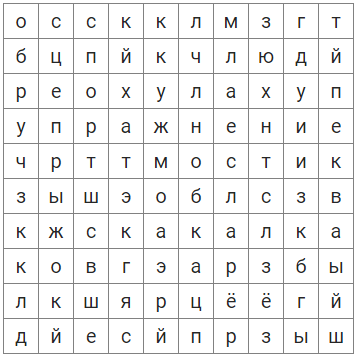 о с с к к л м з г т
б ц п й к ч л ю д й
р е о х у л а х у п
у п р а ж н е н и е
ч р т т м о с т и к
з ы ш э о б л с з в
к ж с к а к а л к а
к о в г э а р з б ы
л к ш я р ц ё ё г й
д й е с й п р з ы ш